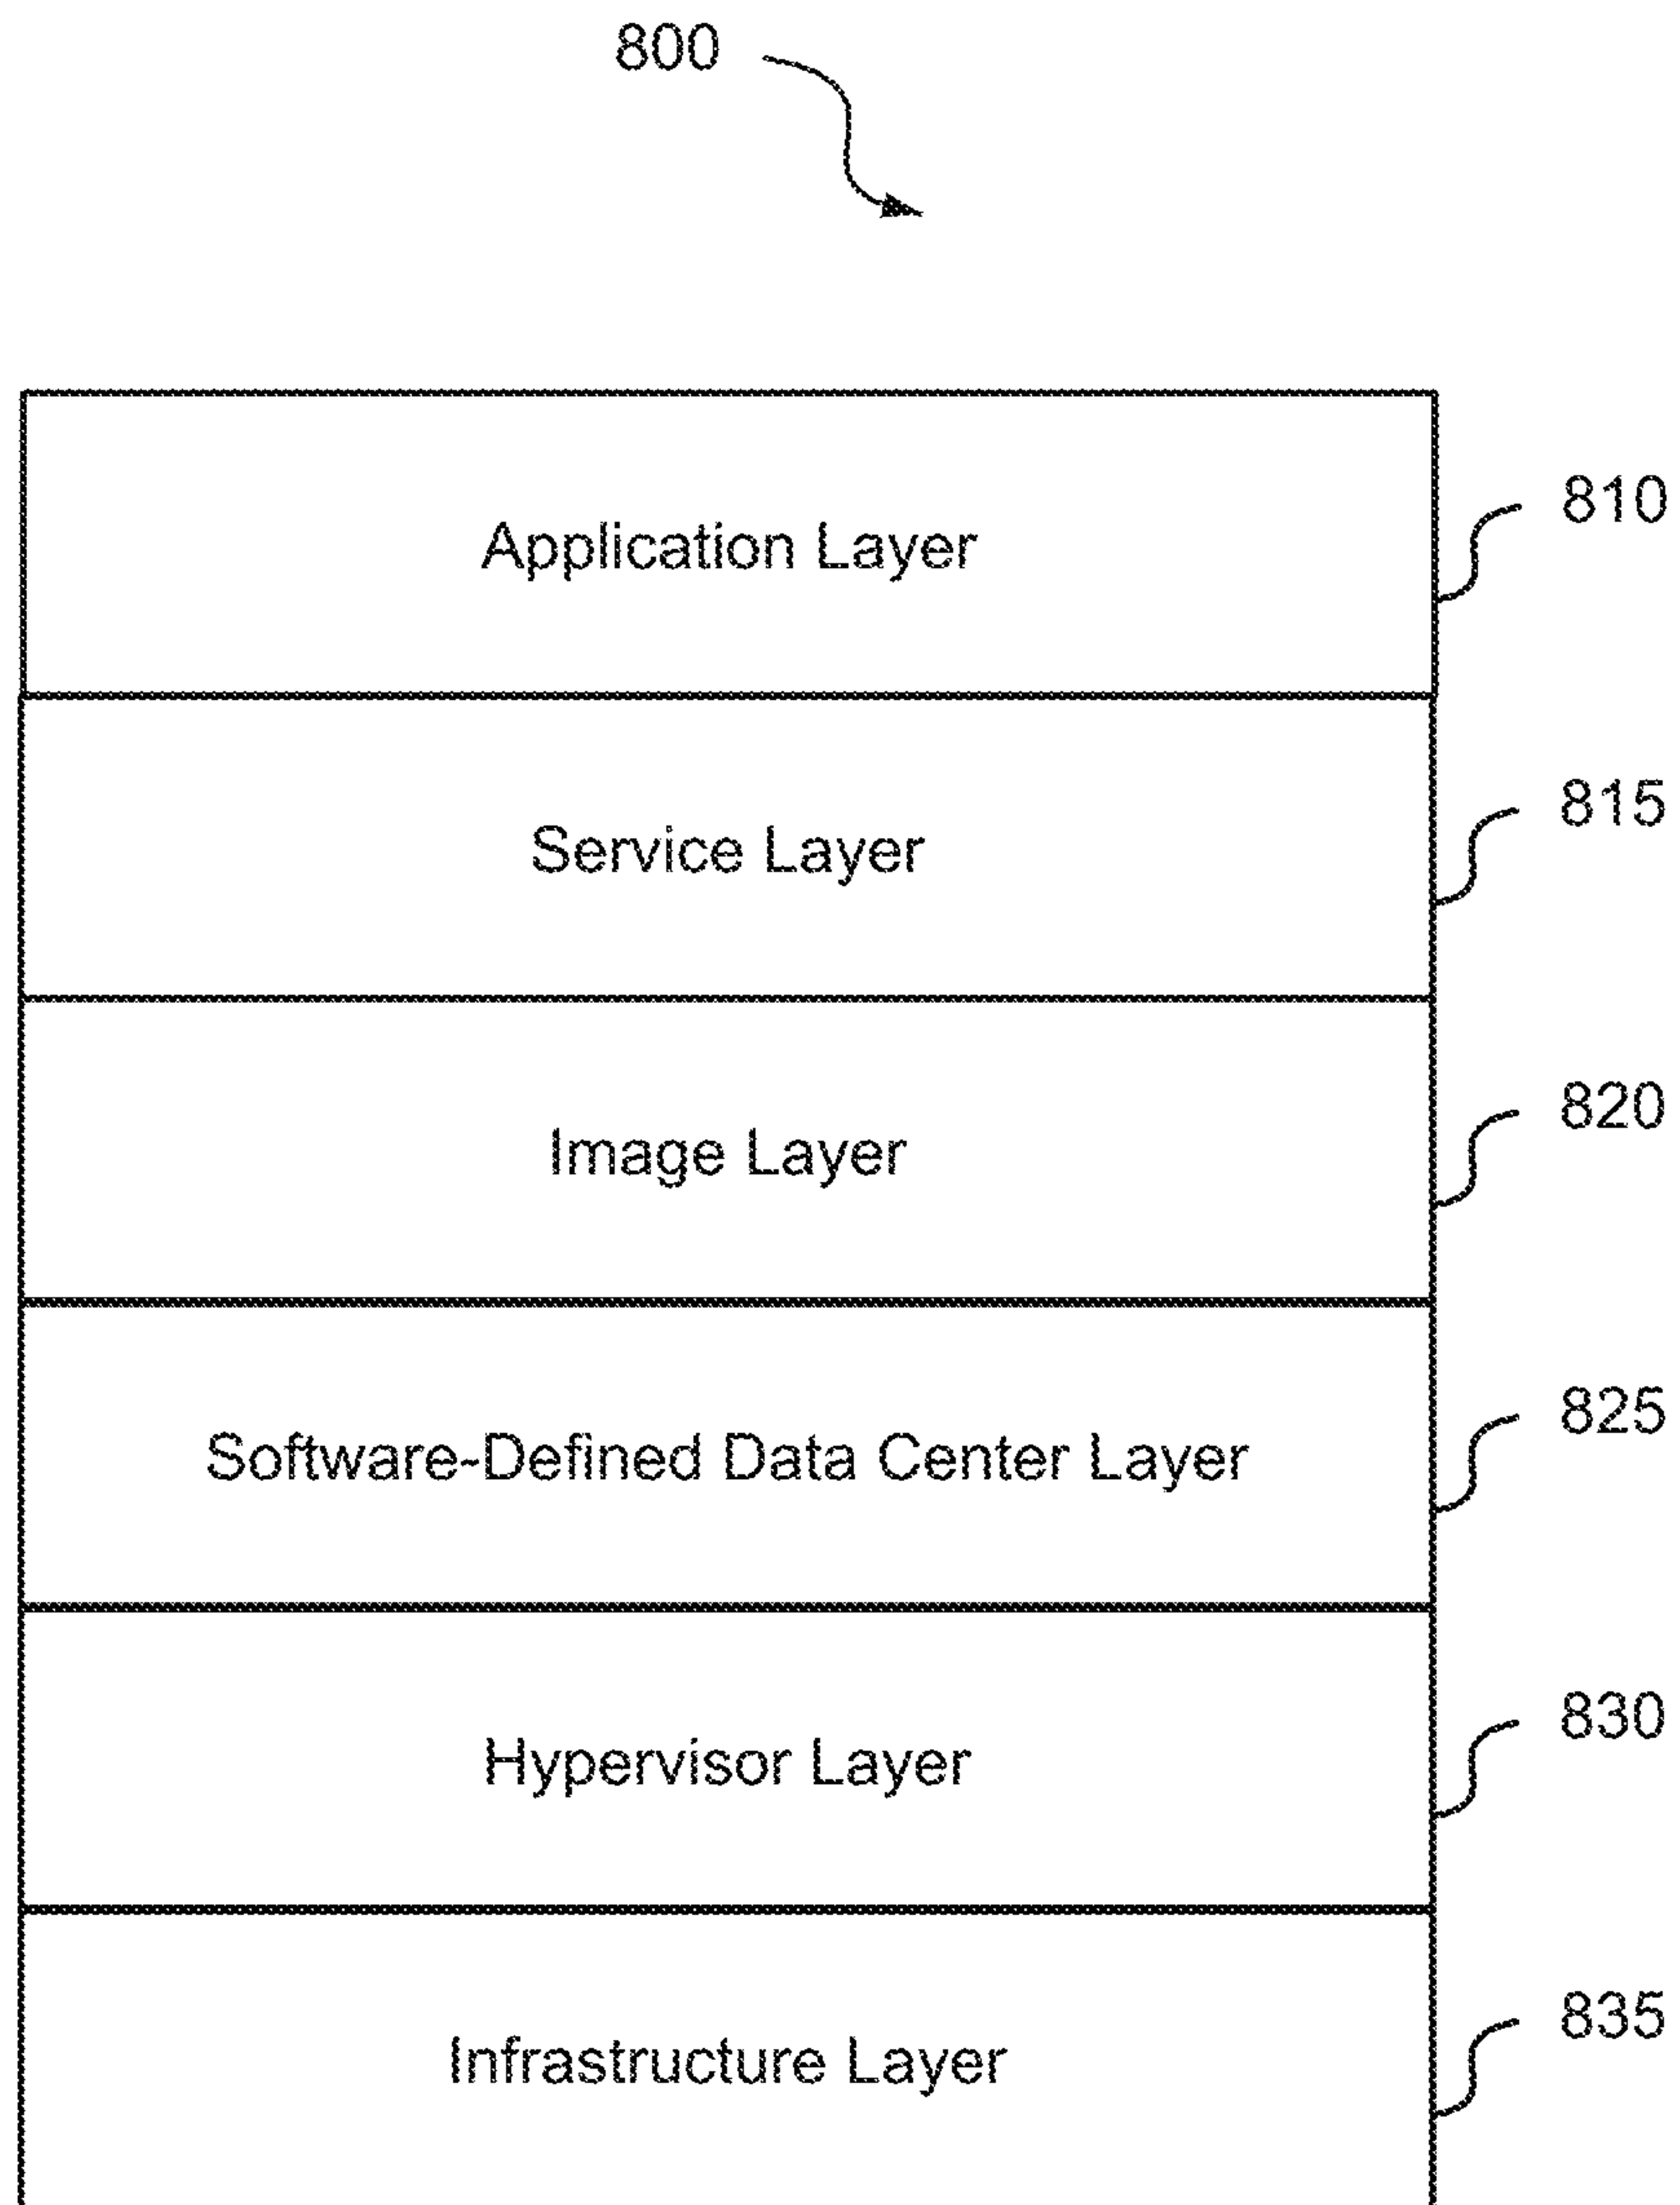 800
Application Layer
810
Service Layer
815
Image Layer
820
Software-Defined Data Center Layer
825
Hypervisor Layer
830
Infrastructure Layer
835